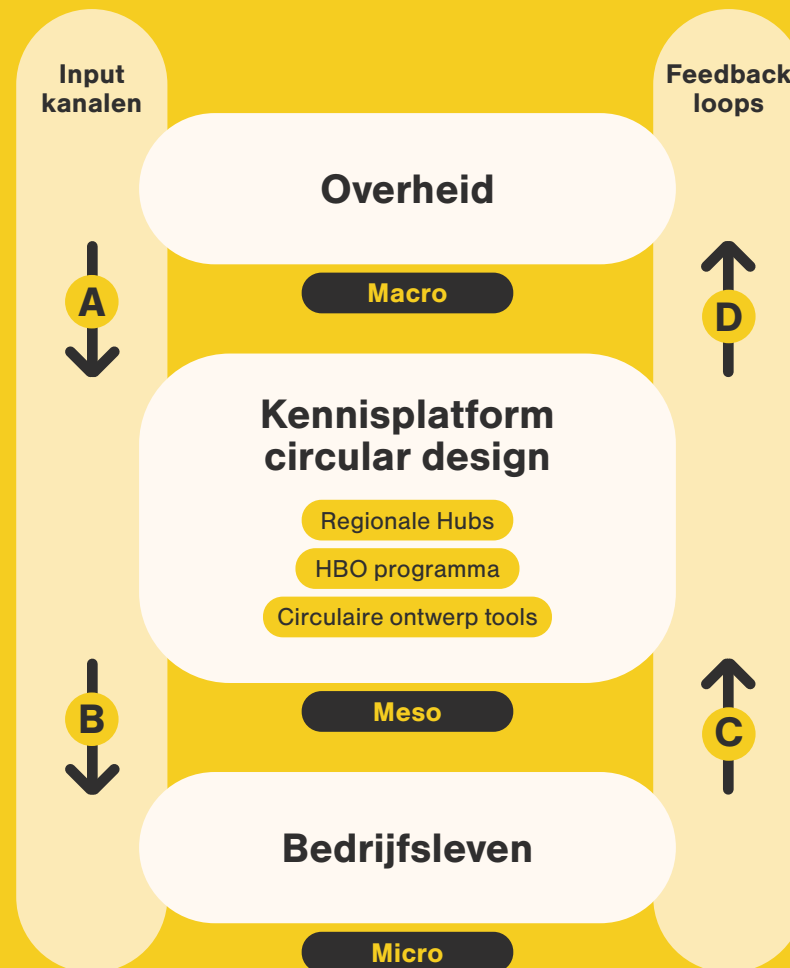 Input
kanalen
Feedback
loops
Overheid
Macro
A
D
Kennisplatform
circular design
Regionale Hubs
HBO programma
Circulaire ontwerp tools
Meso
B
C
Bedrijfsleven
Micro